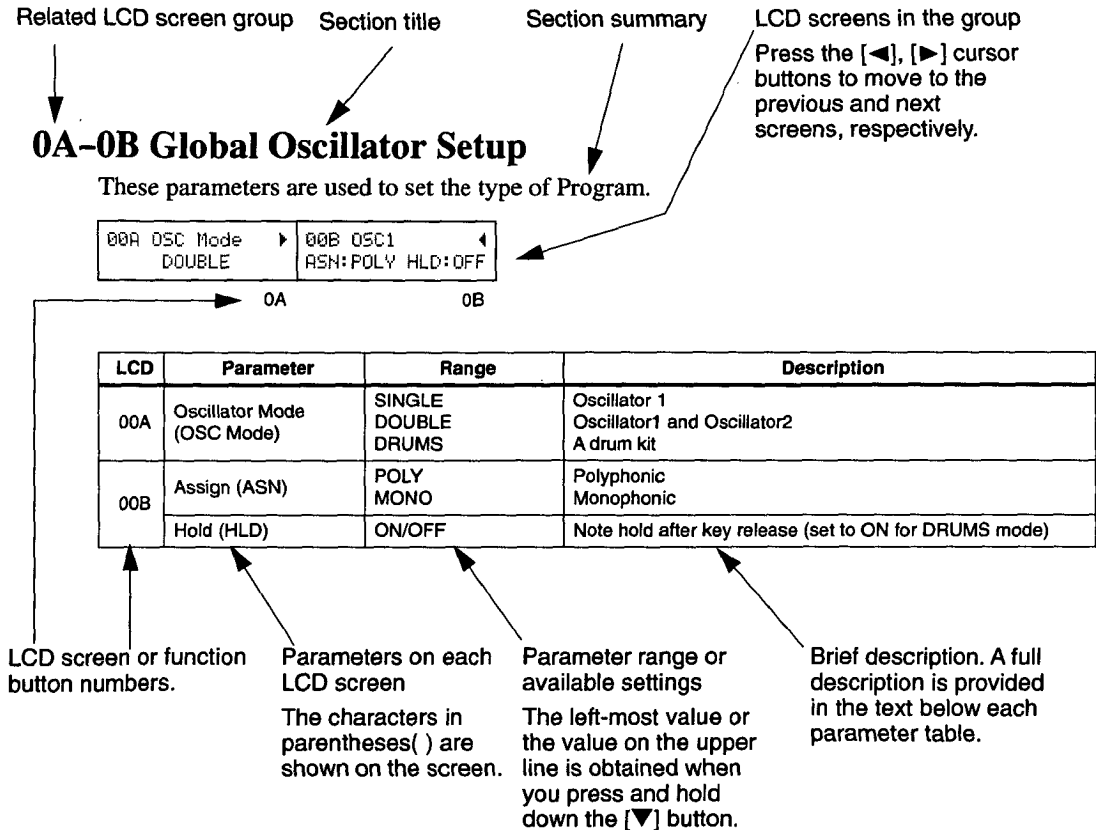 Related LCD screen group
Section title
Section summary
LCD screens in the group
Press the [◄], [►] cursor
buttons to move to the
previous and next
screens, respectively.
0A–0B Global Oscillator Setup
These parameters are used to set the type of Program.
00A OSC Mode ►
DOUBLE
00B OSC1 ◄
ASN:POLY HLD:OFF
0A
0B
LCD Parameter Range Description
00A
Oscillator Mode
(OSC Mode)
SINGLE
DOUBLE
DRUMS
Oscillator 1
Oscillator1 and Oscillator2
A drum kit
00B
Assign (ASN)
POLY
MONO
Polyphonic
Monophonic
Hold (HLD)
ON/OFF
Note hold after key release (set to ON for DRUMS mode)
LCD screen or function
button numbers.
Parameters on each
LCD screen
The characters in
parentheses( ) are
shown on the screen.
Parameter range or
available settings
The left-most value or
the value on the upper
line is obtained when
you press and hold
down the [▼] button.
Brief description. A full
description is provided
in the text below each
parameter table.